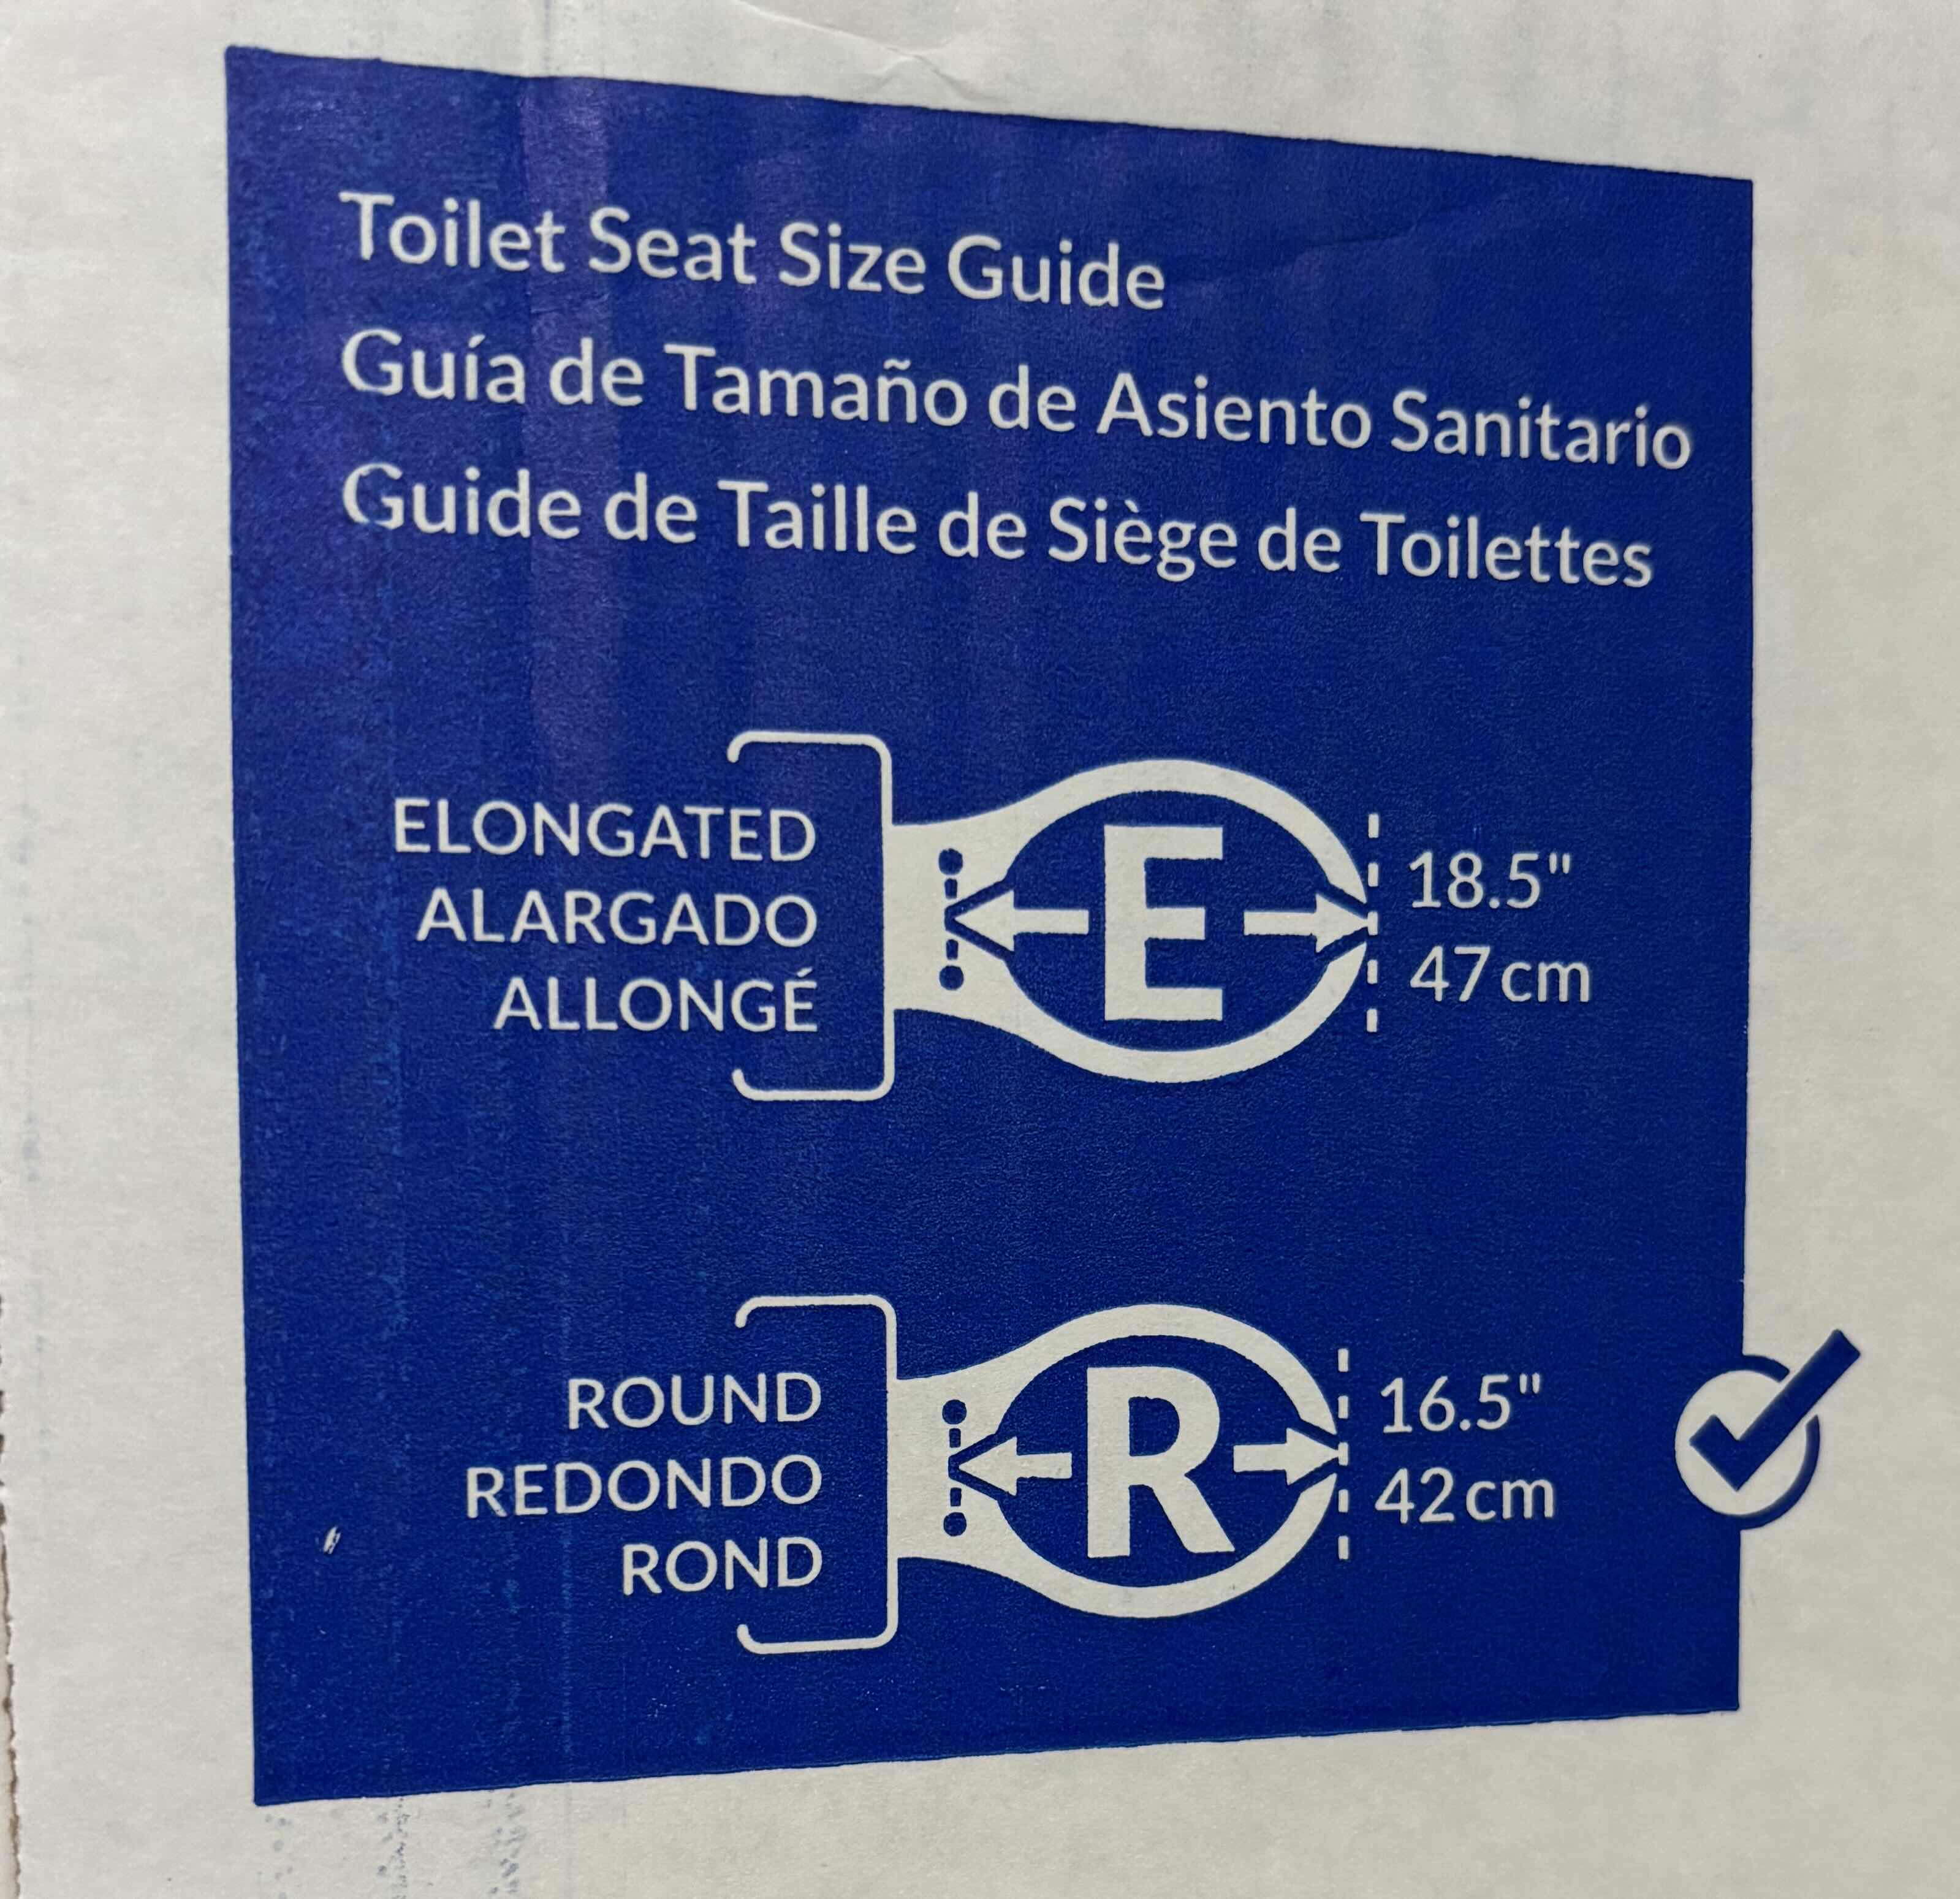 Toilet Seat Size Guide
Guía de Tamaño de Asiento Sanitario
Guide de Taille de Siège de Toilettes
ELONGATED
ALARGADO
ALLONGÉ
E
18.5"
47 cm
ROUND
REDONDO
ROND
R
16.5"
42 cm